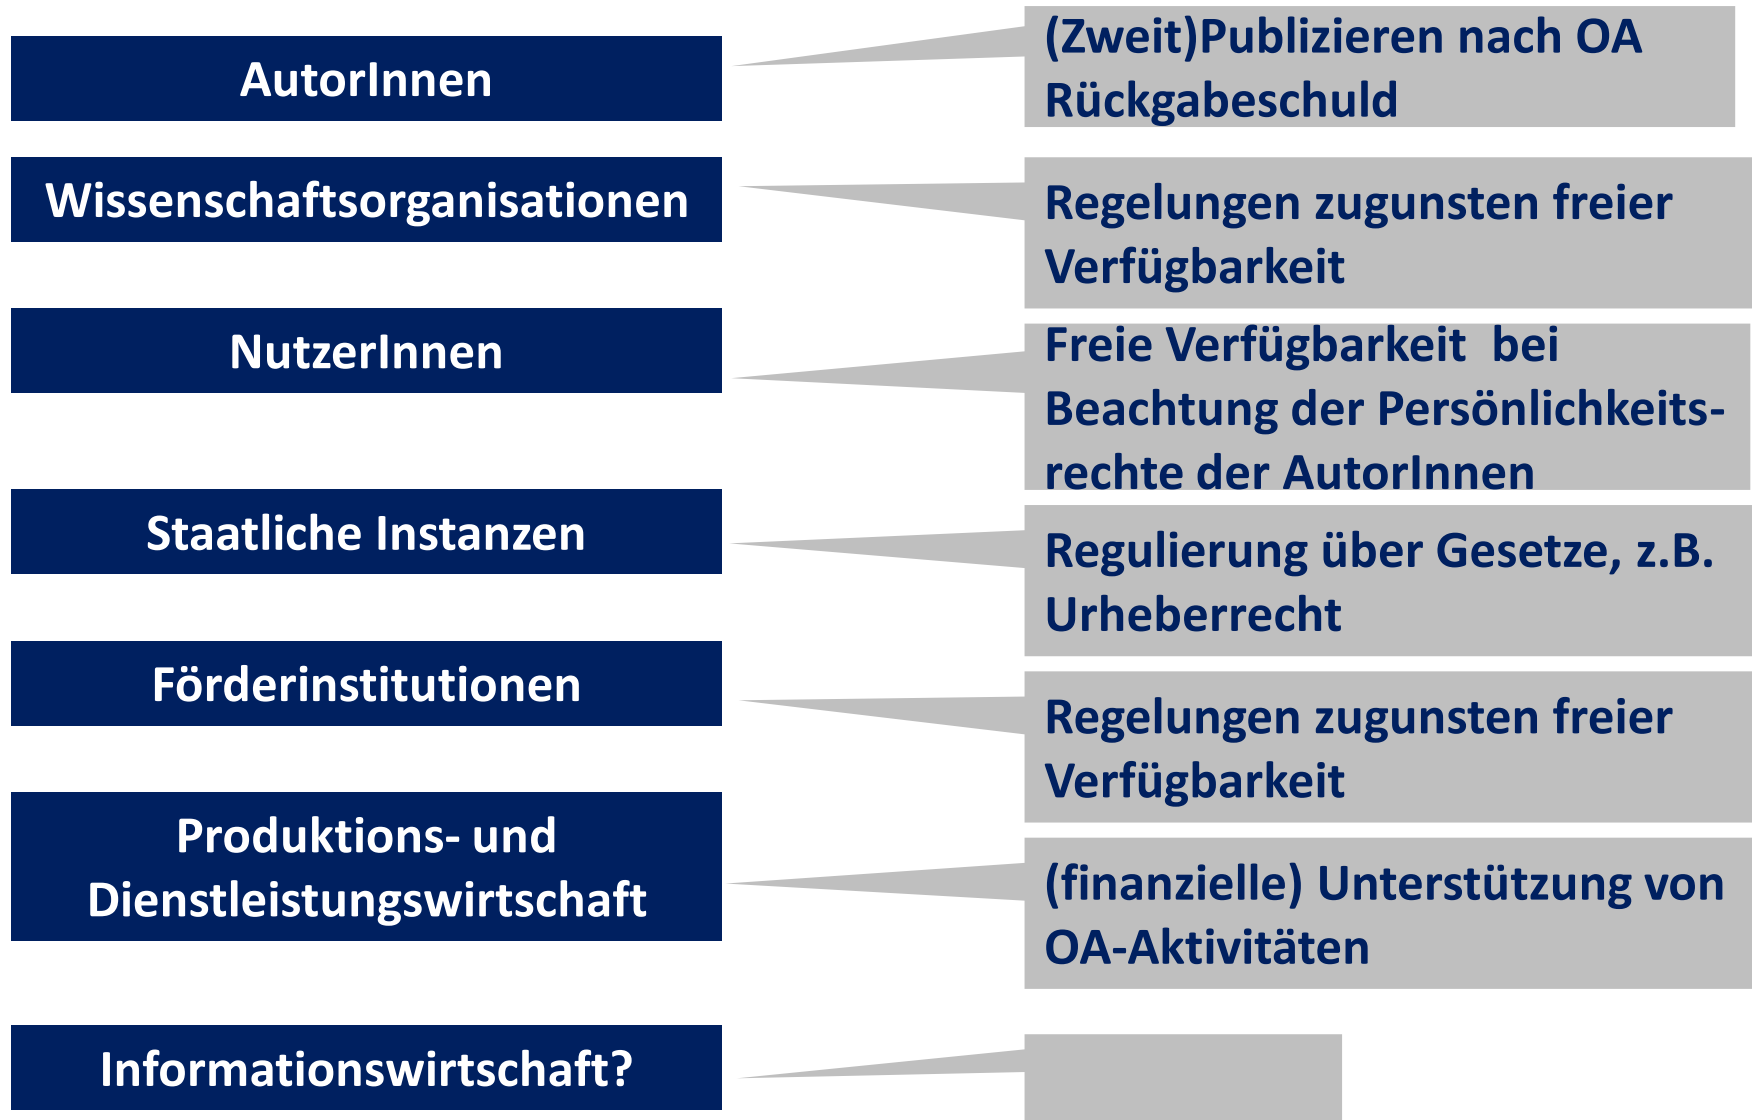 AutorInnen
(Zweit)Publizieren nach OA
Rückgabeschuld
Wissenschaftsorganisationen
Regelungen zugunsten freier
Verfügbarkeit
NutzerInnen
Freie Verfügbarkeit  bei
Beachtung der Persönlichkeits-
rechte der AutorInnen
Staatliche Instanzen
Regulierung über Gesetze, z.B.
Urheberrecht
Förderinstitutionen
Regelungen zugunsten freier
Verfügbarkeit
Produktions- und
Dienstleistungswirtschaft
(finanzielle) Unterstützung von
OA-Aktivitäten
Informationswirtschaft?